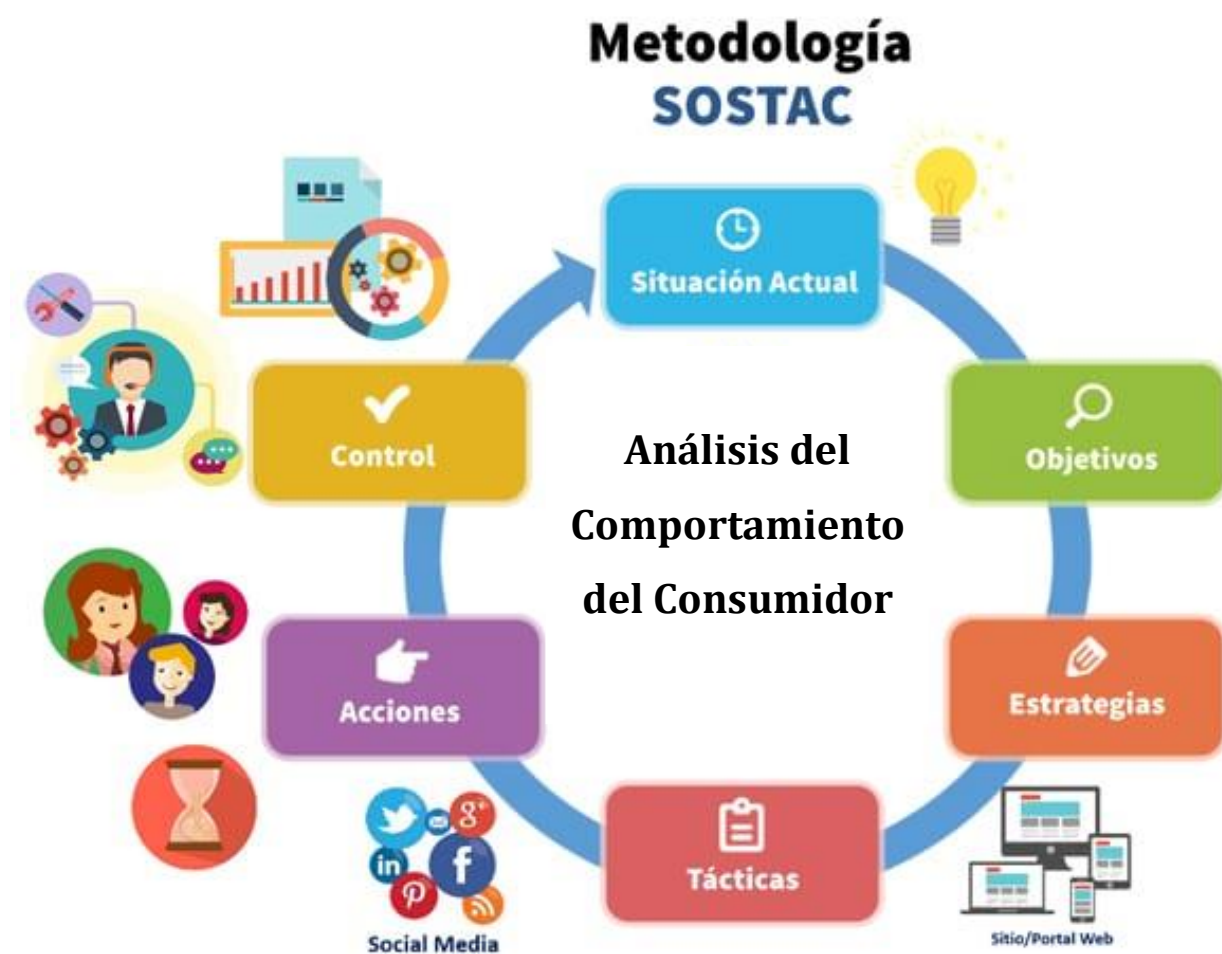 Metodología
SOSTAC
Situación Actual
Control
Objetivos
Análisis del
Comportamiento
del Consumidor
Acciones
Estrategias
Tácticas
g+
in
f
Social Media
Sitio/Portal Web